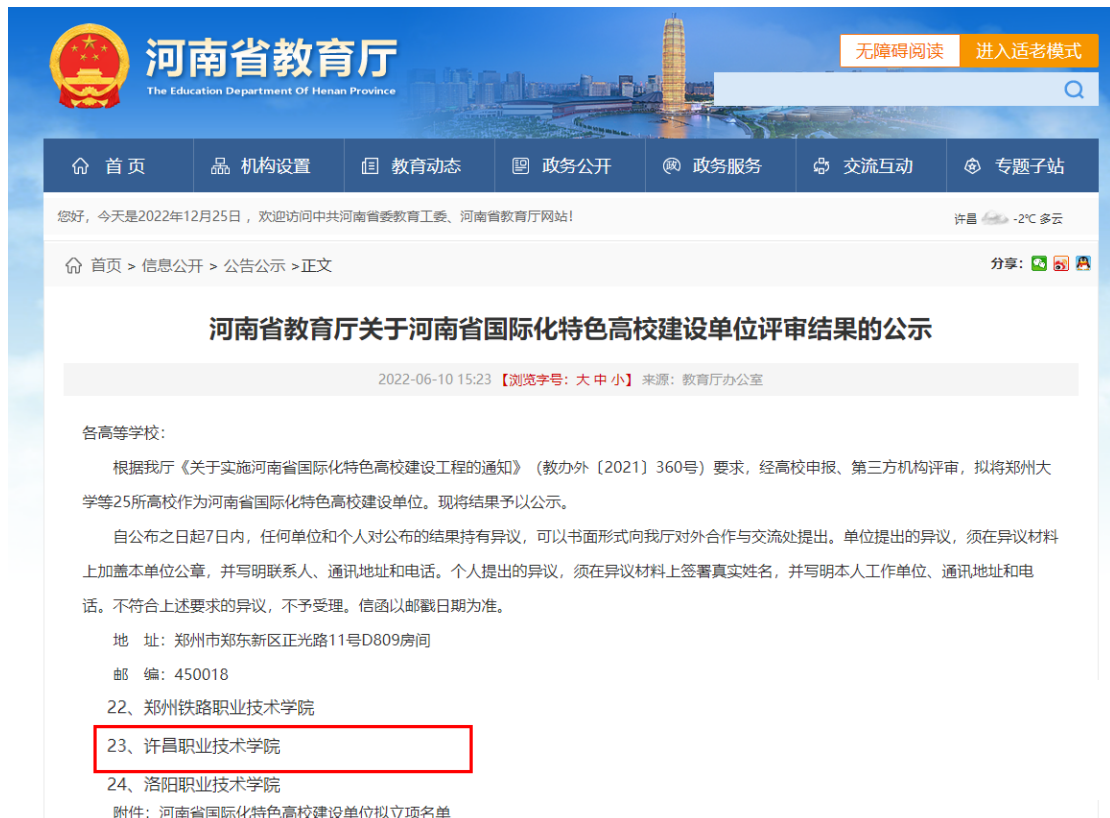 河南省教育厅
The Education Department Of Henan Province
无障碍阅读 进入适老模式
首页 机构设置 教育动态 政务公开 政务服务 交流互动 专题子站
您好，今天是2022年12月25日 ，欢迎访问中共河南省委教育工委、河南省教育厅网站！
许昌 -2℃ 多云
首页 > 信息公开 > 公告公示 >正文
分享：
河南省教育厅关于河南省国际化特色高校建设单位评审结果的公示
2022-06-10 15:23 【浏览字号：大 中 小】 来源：教育厅办公室
各高等学校：
根据我厅《关于实施河南省国际化特色高校建设工程的通知》（教办外〔2021〕360号）要求，经高校申报、第三方机构评审，拟将郑州大
学等25所高校作为河南省国际化特色高校建设单位。现将结果予以公示。
自公布之日起7日内，任何单位和个人对公布的结果持有异议，可以书面形式向我厅对外合作与交流处提出。单位提出的异议，须在异议材料
上加盖本单位公章，并写明联系人、通讯地址和电话。个人提出的异议，须在异议材料上签署真实姓名，并写明本人工作单位、通讯地址和电
话。不符合上述要求的异议，不予受理。信函以邮戳日期为准。
地 址：郑州市郑东新区正光路11号D809房间
邮 编：450018
22、郑州铁路职业技术学院
23、许昌职业技术学院
24、洛阳职业技术学院
附件：河南省国际化特色高校建设单位拟立项名单